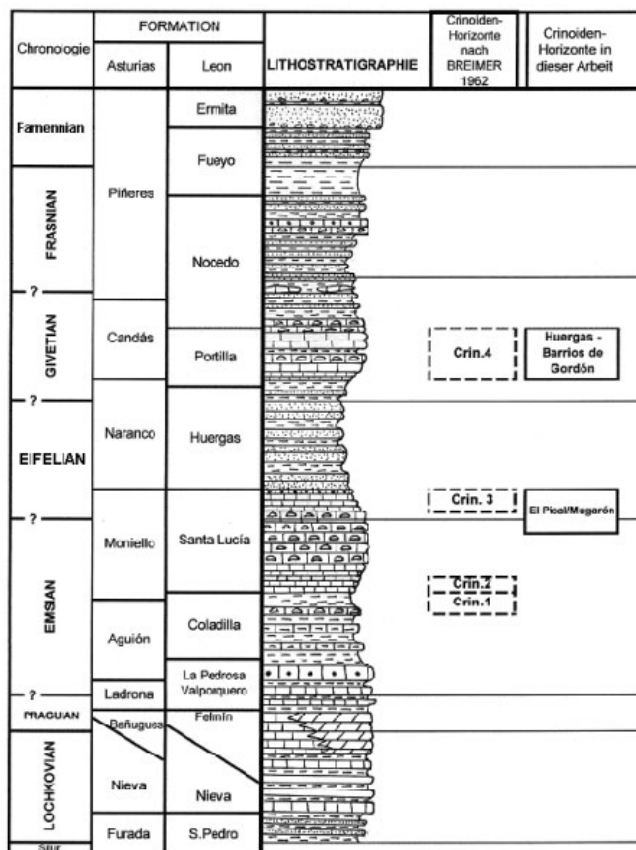 Chronologie
FORMATION
Asturias
Leon
LITHOSTRATIGRAPHIE
Crinoiden-
Horizonte
nach
BREIMER
1962
Crinoiden-
Horizonte in
dieser Arbeit
Famennian
FRASNIAN
?
GIVETIAN
?
EIFELIAN
?
EMSIAN
?
PRAGUAN
LOCHKOVIAN
Silur
Piñeres
Candás
Naranco
Moniello
Aguión
Ladrona
Bañugues
Nieva
Furada
Ermita
Fueyo
Nocedo
Portilla
Huergas
Santa Lucía
Coladilla
La Pedrosa
Valporquero
Felmín
Nieva
S.Pedro
Crin.4
Crin. 3
Crin.2
Crin.1
Huergas -
Barrios de
Gordón
El Pical/Mugarón